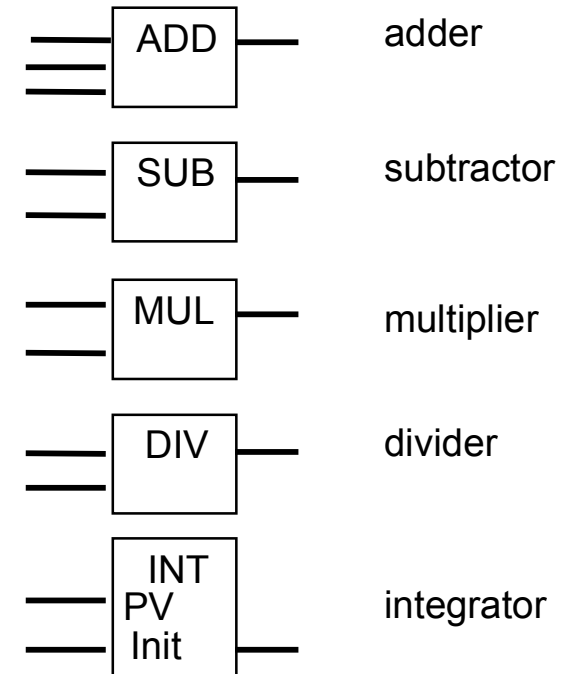 ADD adder
SUB subtractor
MUL multiplier
DIV divider
INT
PV integrator
Init